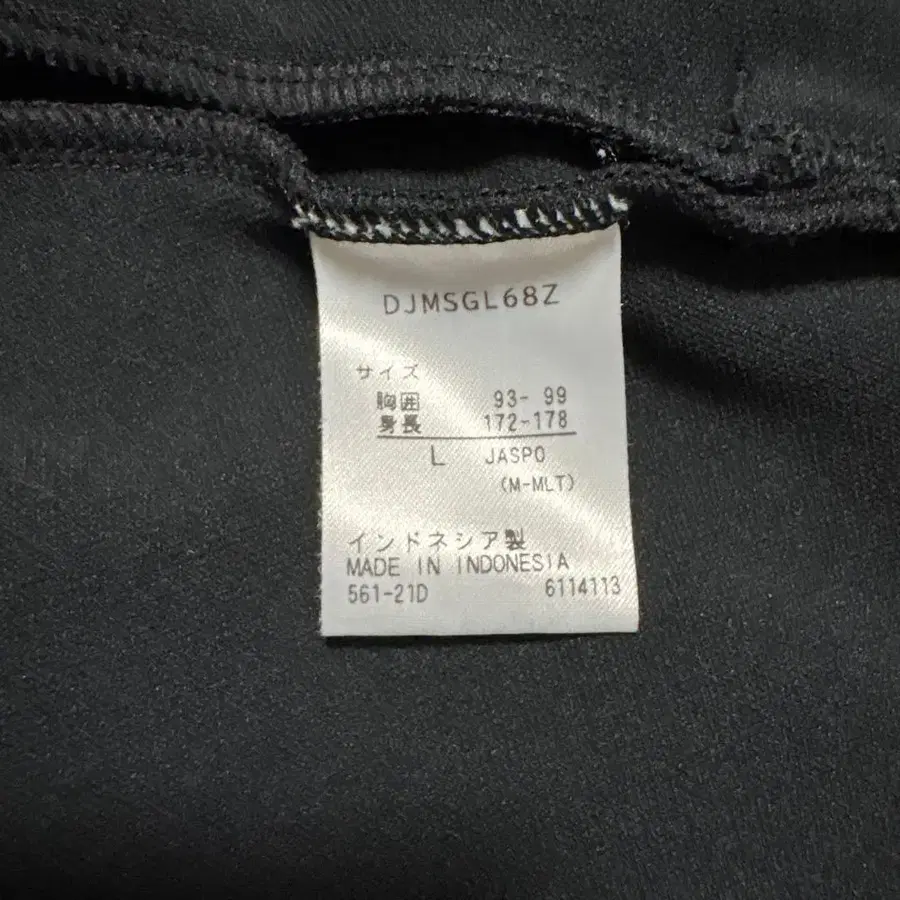 DJMSGL68Z
サイズ
胸囲 93- 99
身長 172-178
L JASPO
(M-MLT)
インドネシア製
MADE IN INDONESIA
561-21D 6114113